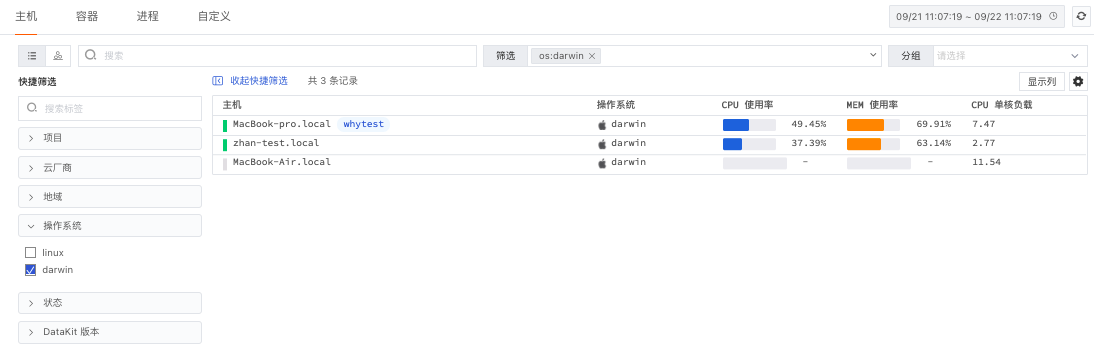 主机 容器 进程 自定义 09/21 11:07:19 ~ 09/22 11:07:19
搜索 筛选 os:darwin 分组 请选择
快捷筛选 收起快捷筛选 共 3 条记录 显示列
搜索标签
项目
云厂商
地域
操作系统
linux
darwin
状态
DataKit 版本
主机 操作系统 CPU 使用率 MEM 使用率 CPU 单核负载
MacBook-pro.local whytest darwin 49.45% 69.91% 7.47
zhan-test.local darwin 37.39% 63.14% 2.77
MacBook-Air.local darwin - - 11.54